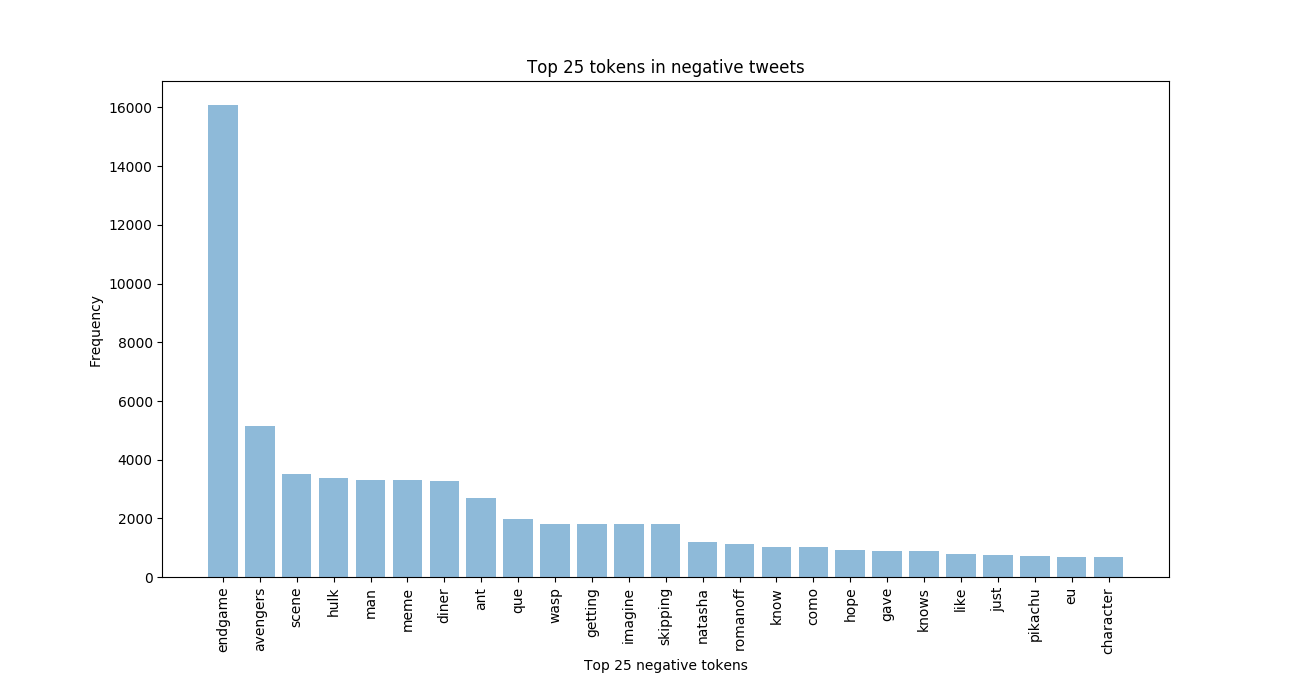 Top 25 tokens in negative tweets
Frequency
16000
14000
12000
10000
8000
6000
4000
2000
0
endgame
avengers
scene
hulk
man
meme
diner
ant
que
wasp
getting
imagine
skipping
natasha
romanoff
know
como
hope
gave
knows
like
just
pikachu
eu
character
Top 25 negative tokens